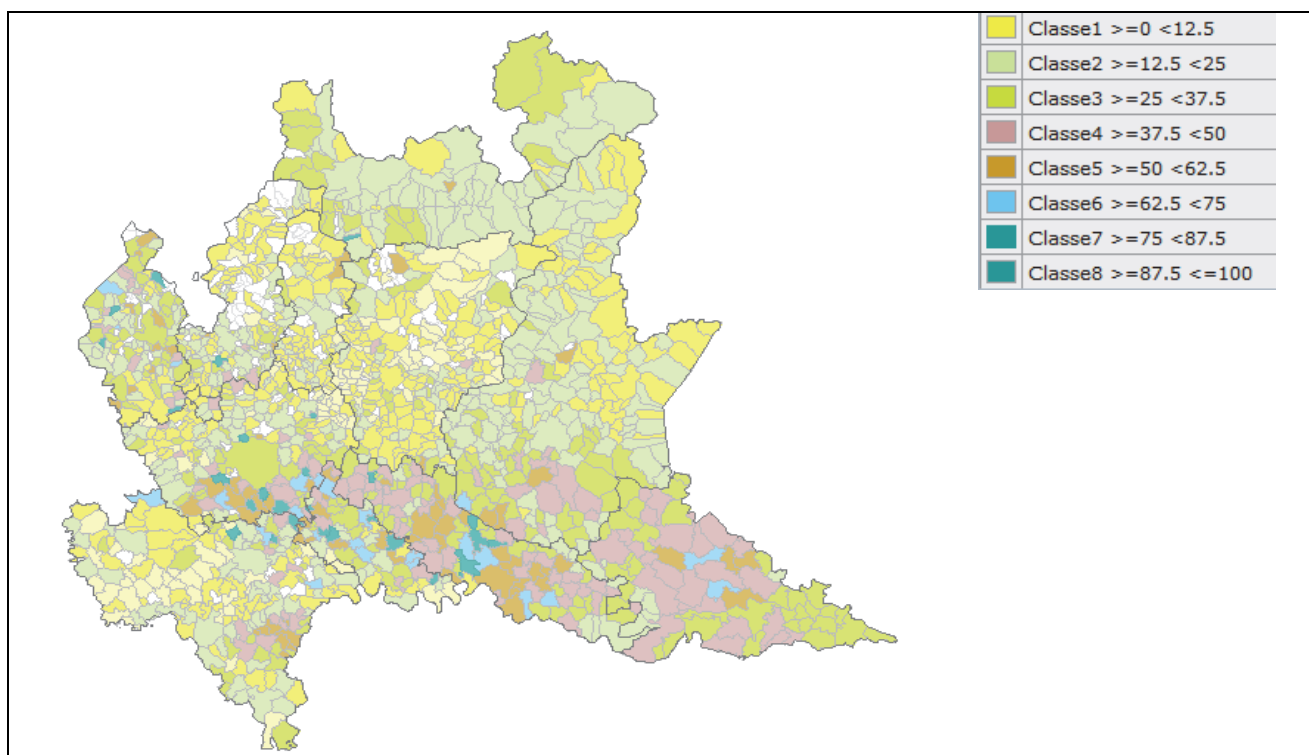 Classe1 >=0 <12.5
Classe2 >=12.5 <25
Classe3 >=25 <37.5
Classe4 >=37.5 <50
Classe5 >=50 <62.5
Classe6 >=62.5 <75
Classe7 >=75 <87.5
Classe8 >=87.5 <=100